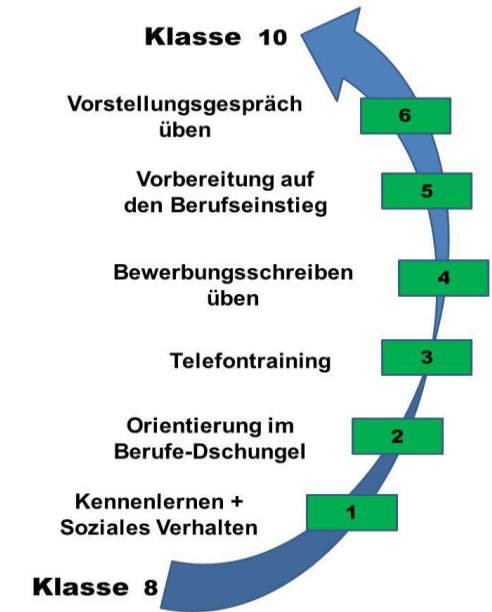 Klasse 10
Vorstellungsgespräch
üben
6
Vorbereitung auf
den Berufseinstieg
5
Bewerbungsschreiben
üben
4
Telefontraining
3
Orientierung im
Berufe-Dschungel
2
Kennenlernen +
Soziales Verhalten
1
Klasse 8